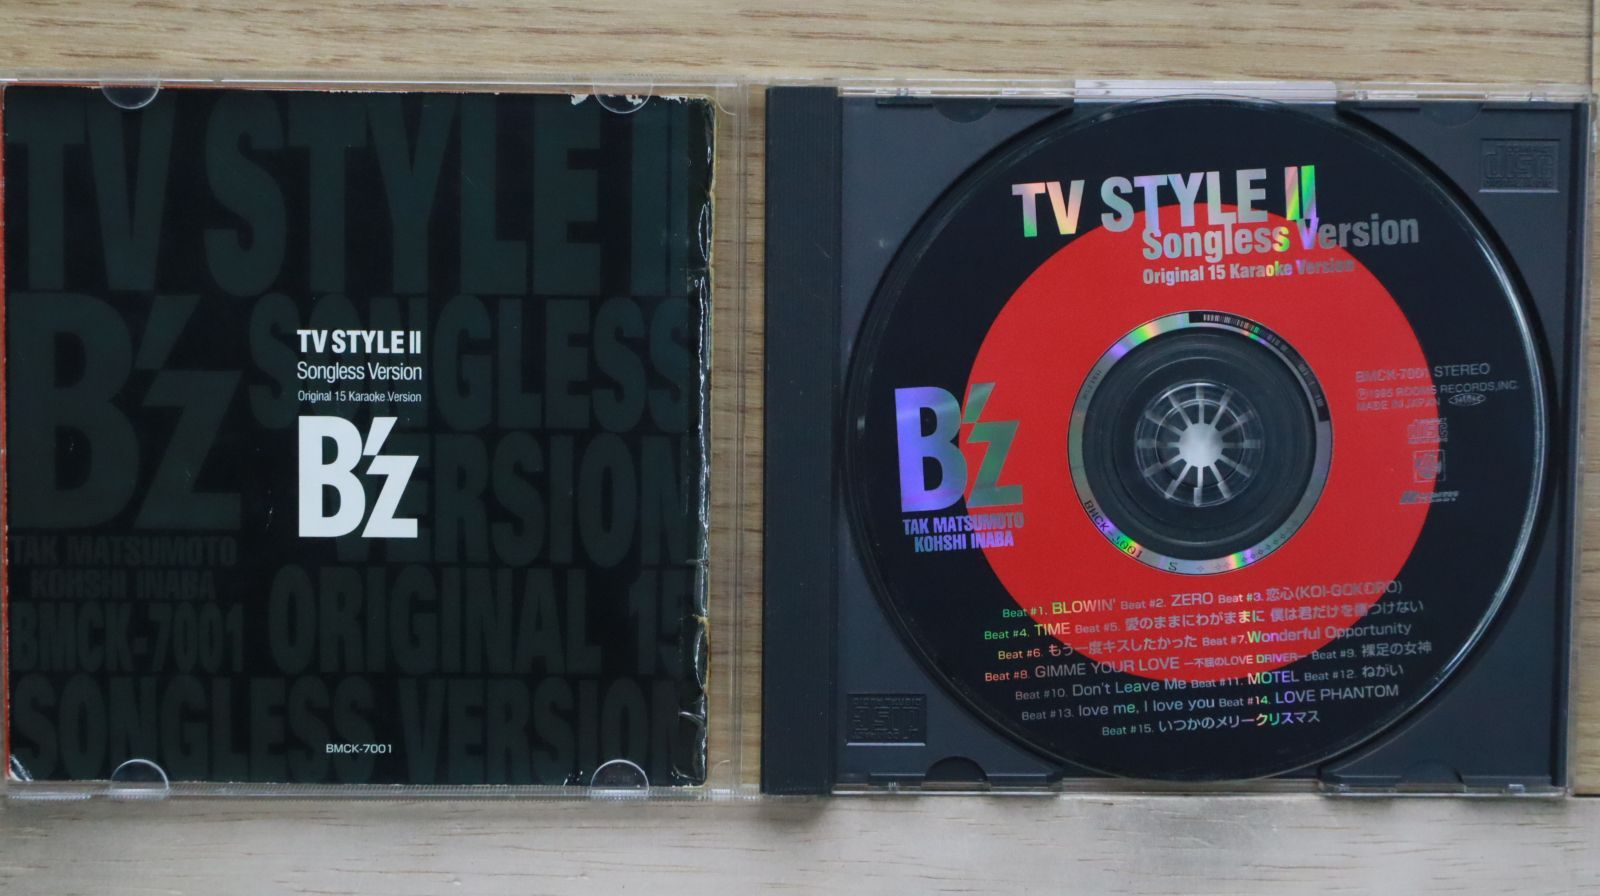 TV STYLE II
B'z SONGLESS
VERSION
TAK MATSUMOTO
KOHSHI INABA
BMCK-7001
ORIGINAL 15
SONGLESS VERSION
TV STYLE II
Songless Version
Original 15 Karaoke Version
B'z
BMCK-7001
TV STYLE II
Songless Version
Original 15 Karaoke Version
B'z
TAK MATSUMOTO
KOHSHI INABA
BMCK-7001 STEREO
Ⓟ1995 ROOMS RECORDS,INC.
MADE IN JAPAN
BMCK-7001
Beat #1. BLOWIN' Beat #2. ZERO Beat #3. 恋心(KOI-GOKORO)
Beat #4. TIME Beat #5. 愛のままにわがままに 僕は君だけを傷つけない
Beat #6. もう一度キスしたかった Beat #7. Wonderful Opportunity
Beat #8. GIMME YOUR LOVE —不屈のLOVE DRIVER— Beat #9. 裸足の女神
Beat #10. Don't Leave Me Beat #11. MOTEL Beat #12. ねがい
Beat #13. love me, I love you Beat #14. LOVE PHANTOM
Beat #15. いつかのメリークリスマス